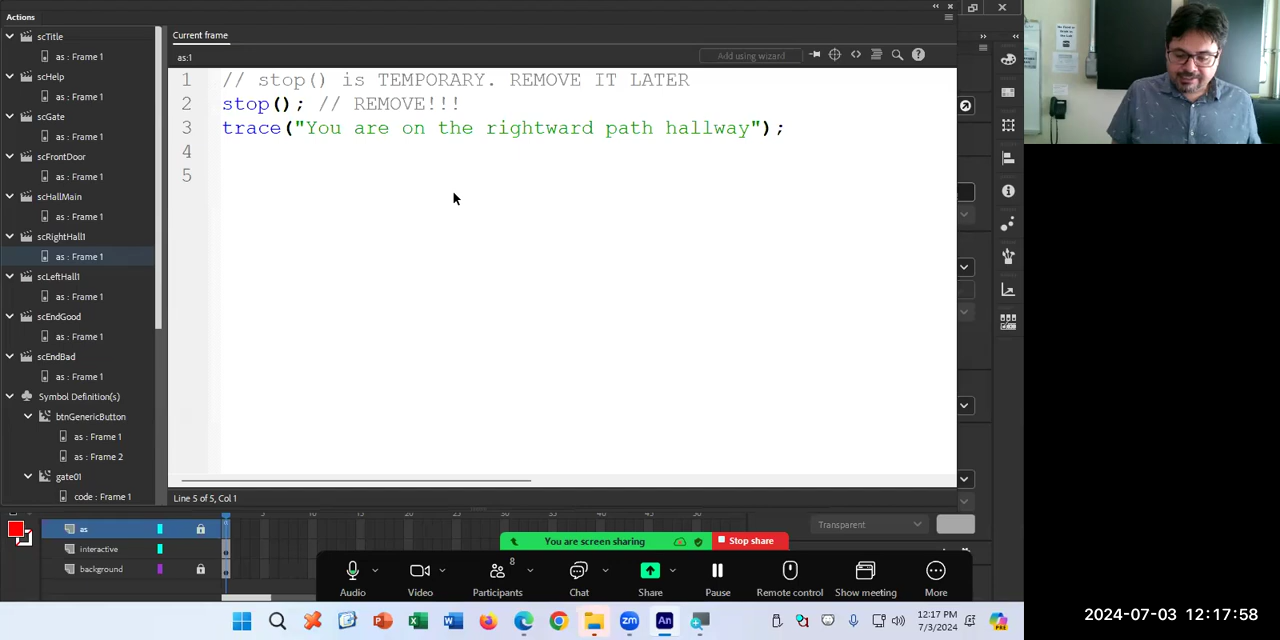 Actions
scTitle
as : Frame 1
scHelp
as : Frame 1
scGate
as : Frame 1
scFrontDoor
as : Frame 1
scHallMain
as : Frame 1
scRightHall1
as : Frame 1
scLeftHall1
as : Frame 1
scEndGood
as : Frame 1
scEndBad
as : Frame 1
Symbol Definition(s)
btnGenericButton
as : Frame 1
as : Frame 2
gate01
code : Frame 1
Current frame
as:1
Add using wizard
1 // stop() is TEMPORARY. REMOVE IT LATER
2 stop(); // REMOVE!!!
3 trace("You are on the rightward path hallway");
4
5
Line 5 of 5, Col 1
as
interactive
background
Transparent
You are screen sharing
Stop share
8
Audio
Video
Participants
Chat
Share
Pause
Remote control
Show meeting
More
12:17 PM
7/3/2024
2024-07-03 12:17:58